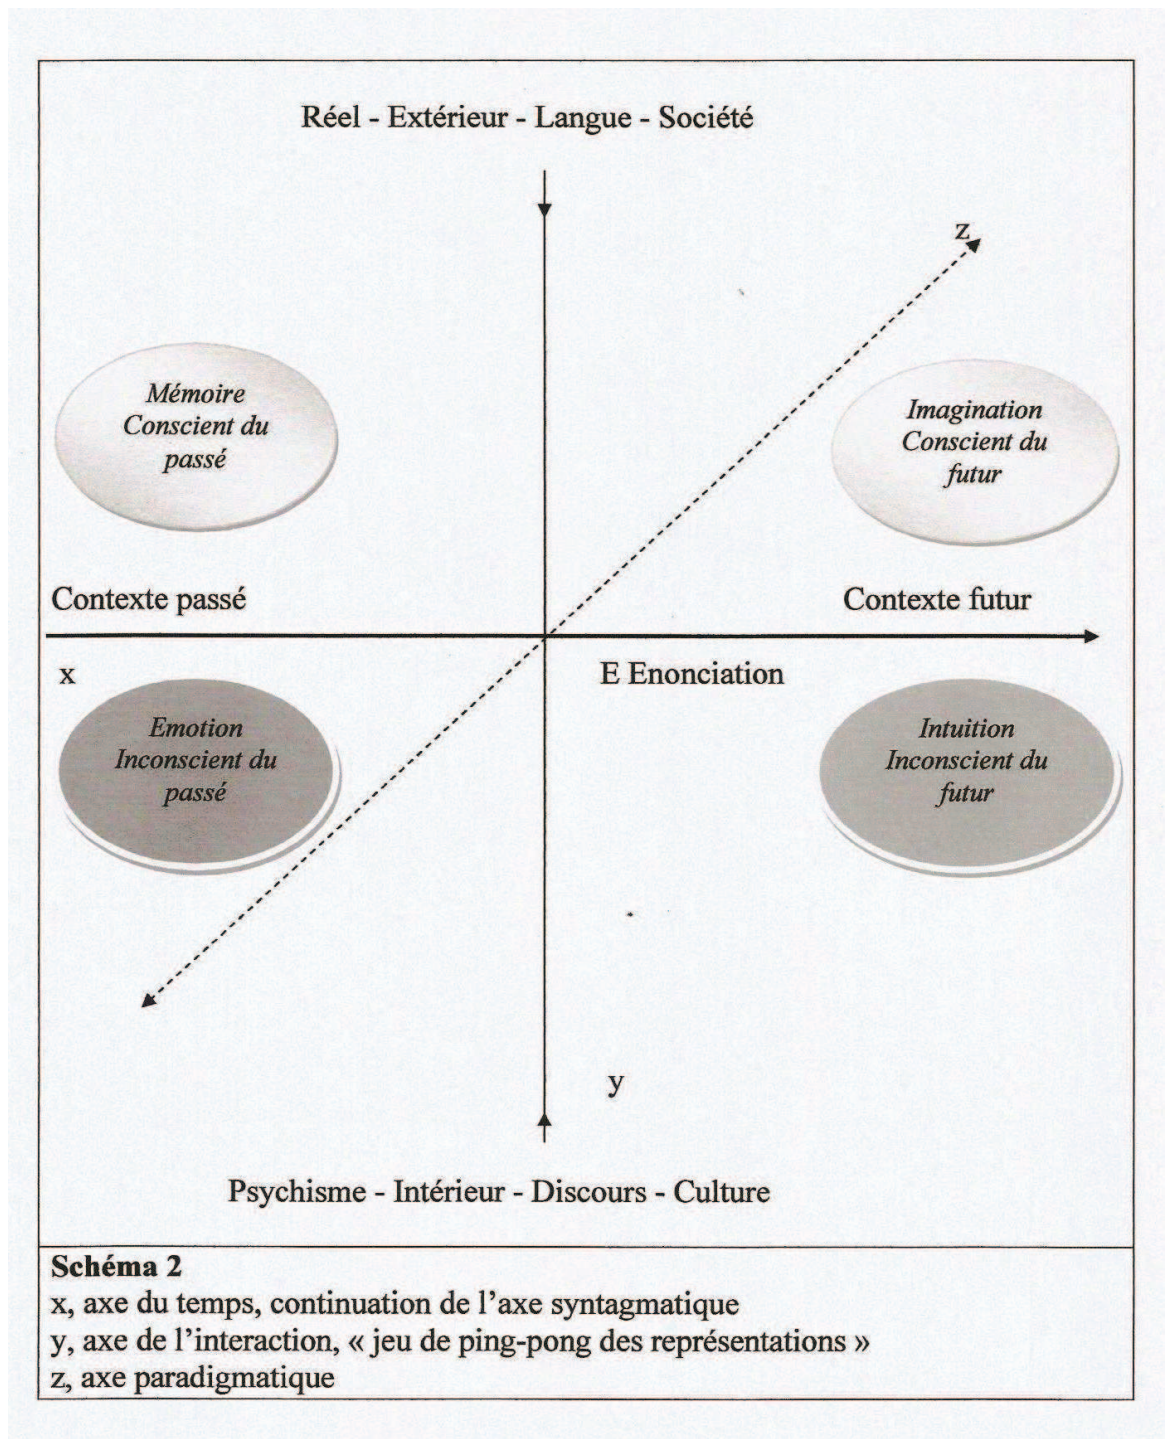 Réel - Extérieur - Langue - Société
z
Mémoire
Conscient du
passé
Imagination
Conscient du
futur
Contexte passé
Contexte futur
x
E Enonciation
Emotion
Inconscient du
passé
Intuition
Inconscient du
futur
y
Psychisme - Intérieur - Discours - Culture
Schéma 2
x, axe du temps, continuation de l’axe syntagmatique
y, axe de l’interaction, « jeu de ping-pong des représentations »
z, axe paradigmatique